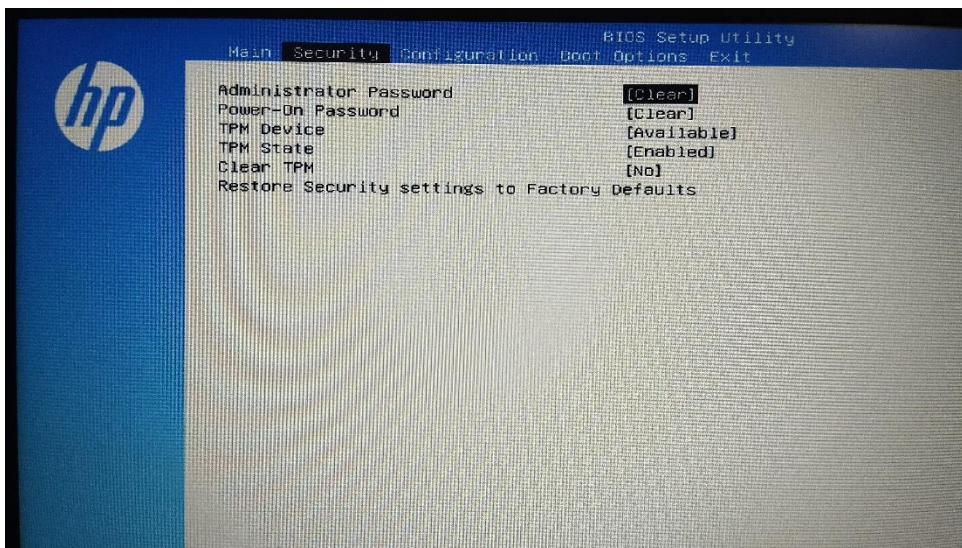 BIOS Setup Utility
Main Security Configuration Boot Options Exit
hp
Administrator Password [Clear]
Power-On Password [Clear]
TPM Device [Available]
TPM State [Enabled]
Clear TPM [No]
Restore Security settings to Factory Defaults